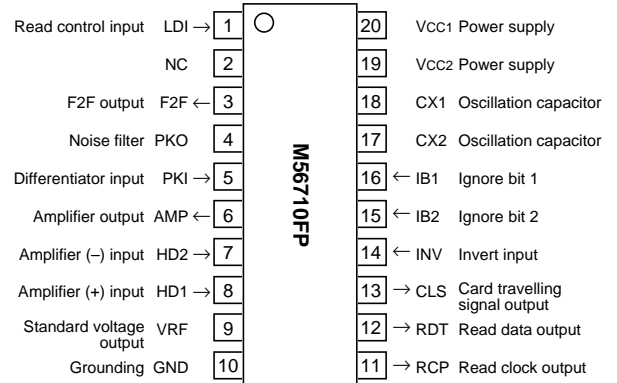 Read control input LDI → 1
NC 2
F2F output F2F ← 3
Noise filter PKO 4
Differentiator input PKI → 5
Amplifier output AMP ← 6
Amplifier (–) input HD2 → 7
Amplifier (+) input HD1 → 8
Standard voltage
output VRF 9
Grounding GND 10
M56710FP
20 VCC1 Power supply
19 VCC2 Power supply
18 CX1 Oscillation capacitor
17 CX2 Oscillation capacitor
16 ← IB1 Ignore bit 1
15 ← IB2 Ignore bit 2
14 ← INV Invert input
13 → CLS Card travelling
signal output
12 → RDT Read data output
11 → RCP Read clock output